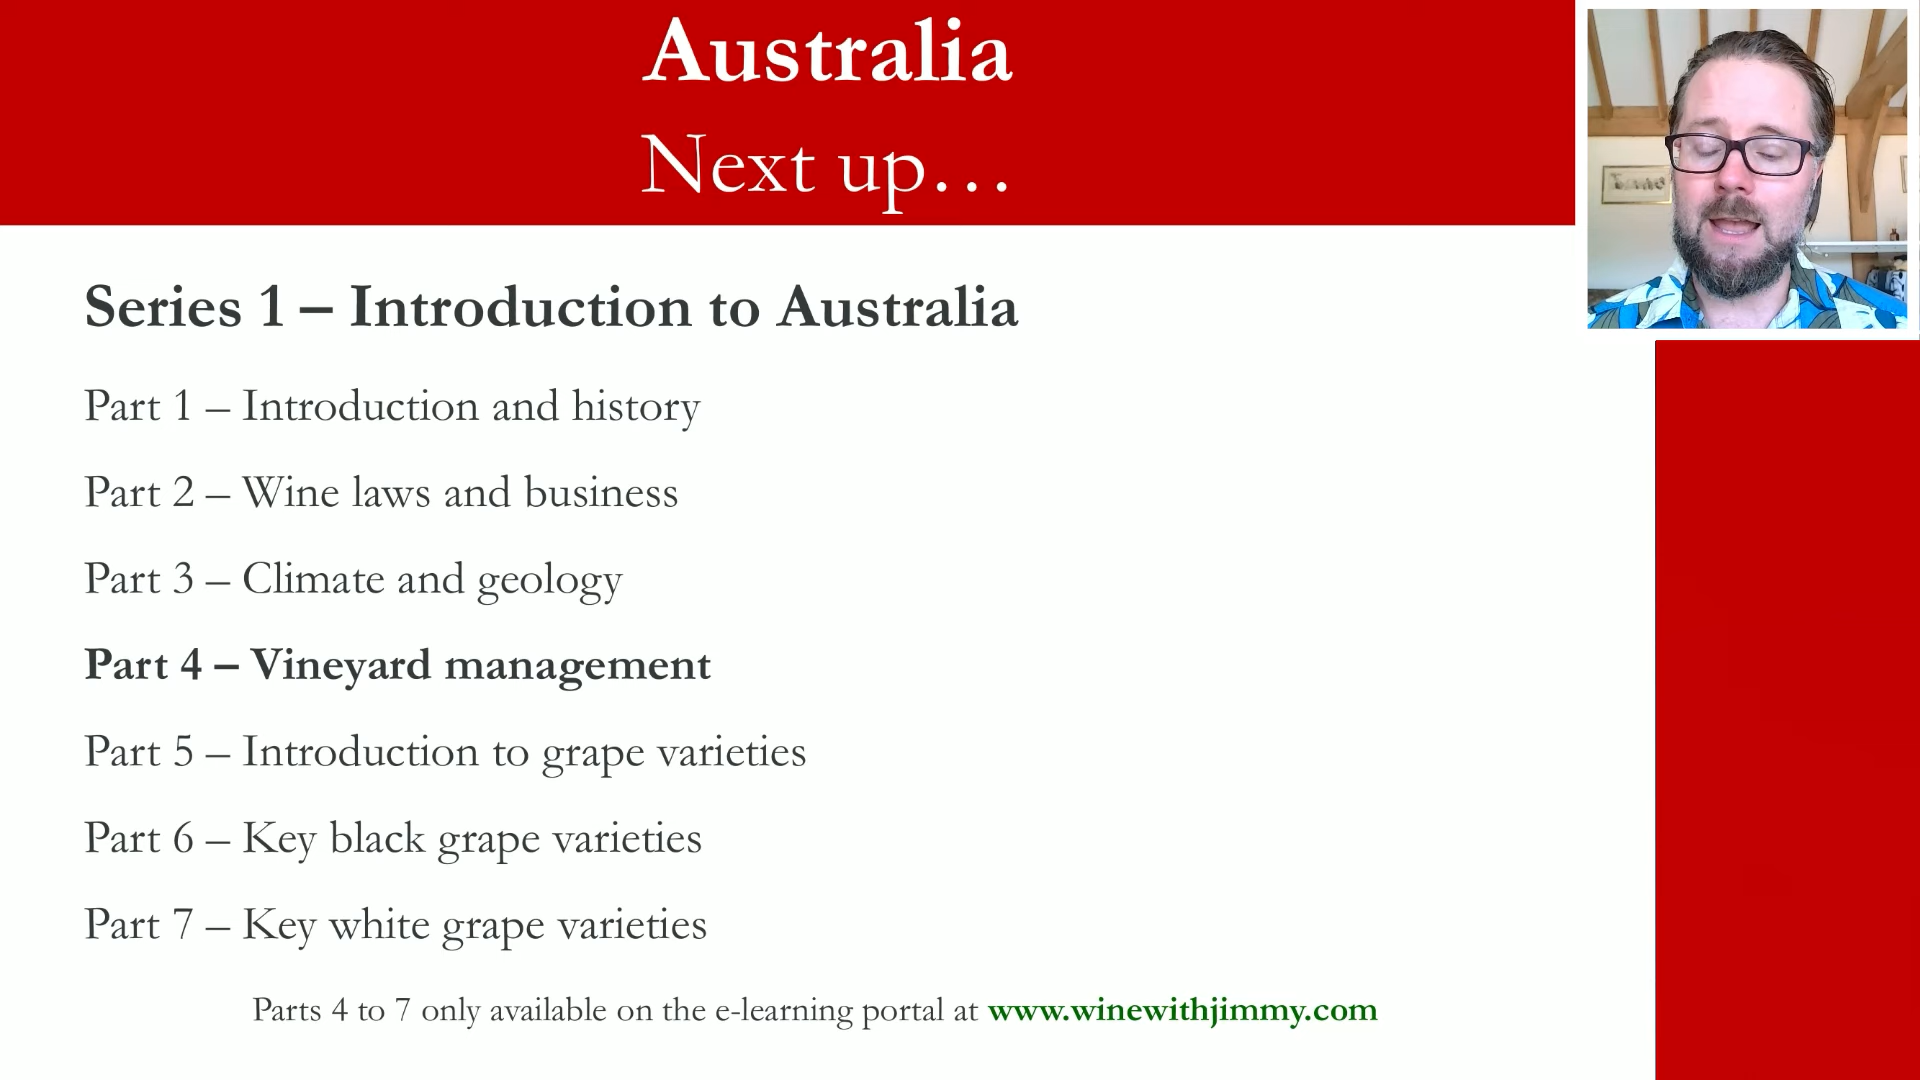 Australia
Next up…
Series 1 – Introduction to Australia
Part 1 – Introduction and history
Part 2 – Wine laws and business
Part 3 – Climate and geology
Part 4 – Vineyard management
Part 5 – Introduction to grape varieties
Part 6 – Key black grape varieties
Part 7 – Key white grape varieties
Parts 4 to 7 only available on the e-learning portal at www.winewithjimmy.com